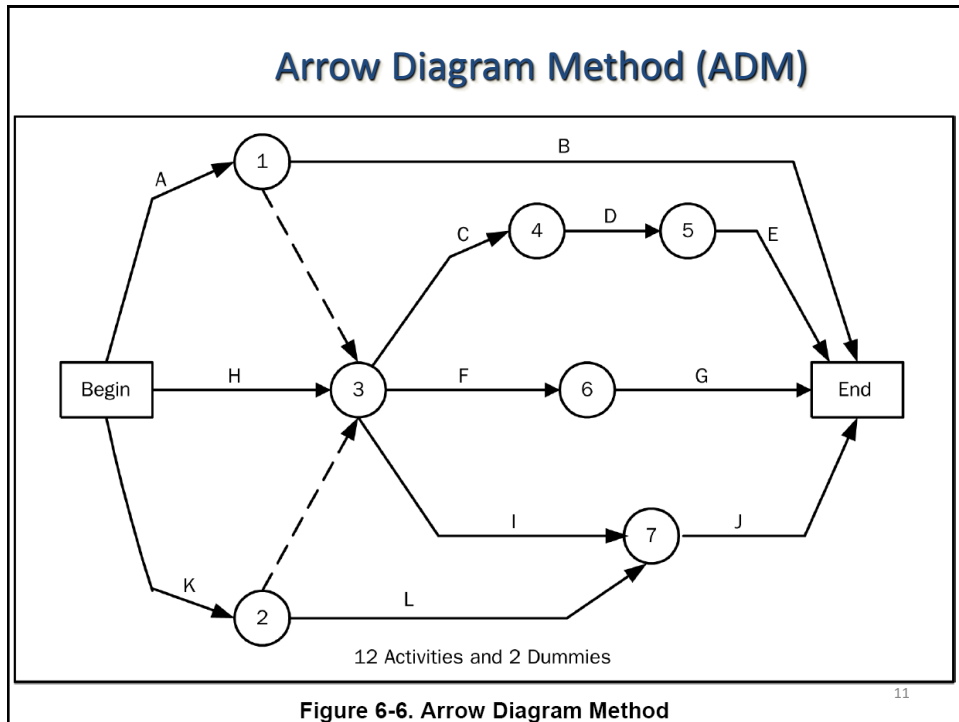 Arrow Diagram Method (ADM)
1
B
A
4
D
5
C
E
Begin
H
3
F
6
G
End
I
7
J
K
L
2
12 Activities and 2 Dummies
11
Figure 6-6. Arrow Diagram Method